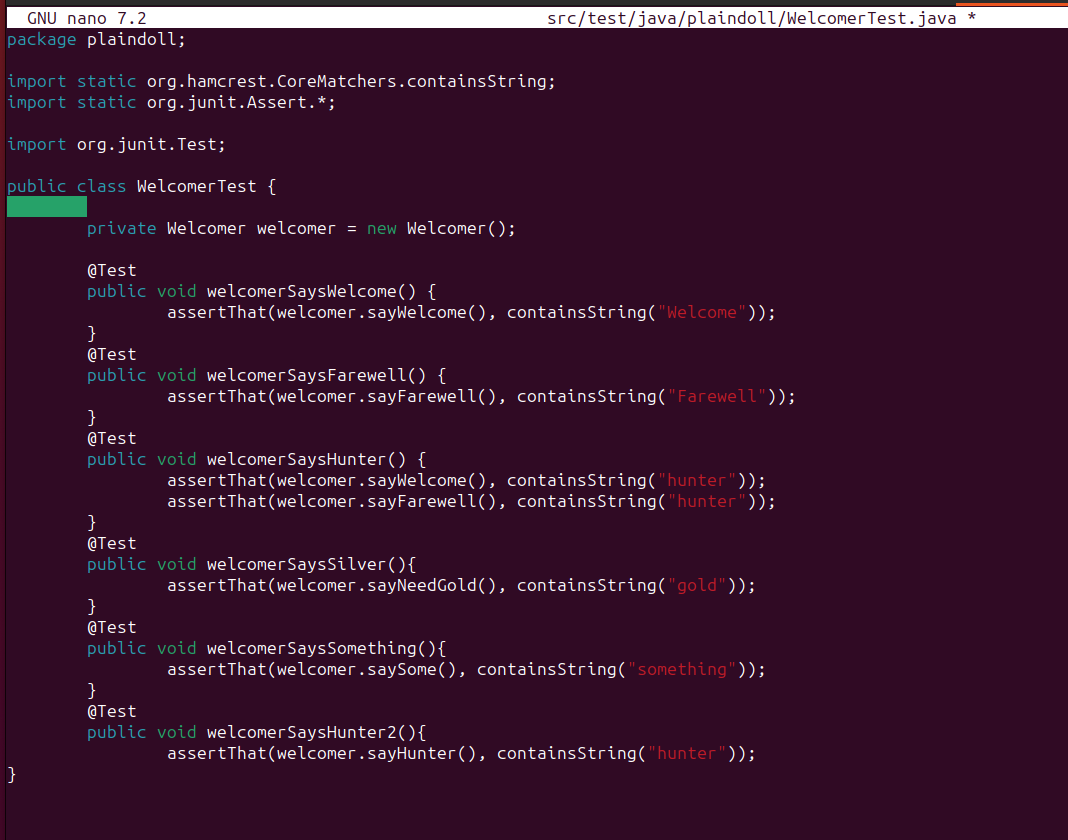 GNU nano 7.2 src/test/java/plaindoll/WelcomerTest.java *
package plaindoll;

import static org.hamcrest.CoreMatchers.containsString;
import static org.junit.Assert.*;

import org.junit.Test;

public class WelcomerTest {

        private Welcomer welcomer = new Welcomer();

        @Test
        public void welcomerSaysWelcome() {
                assertThat(welcomer.sayWelcome(), containsString("Welcome"));
        }
        @Test
        public void welcomerSaysFarewell() {
                assertThat(welcomer.sayFarewell(), containsString("Farewell"));
        }
        @Test
        public void welcomerSaysHunter() {
                assertThat(welcomer.sayWelcome(), containsString("hunter"));
                assertThat(welcomer.sayFarewell(), containsString("hunter"));
        }
        @Test
        public void welcomerSaysSilver(){
                assertThat(welcomer.sayNeedGold(), containsString("gold"));
        }
        @Test
        public void welcomerSaysSomething(){
                assertThat(welcomer.saySome(), containsString("something"));
        }
        @Test
        public void welcomerSaysHunter2(){
                assertThat(welcomer.sayHunter(), containsString("hunter"));
}